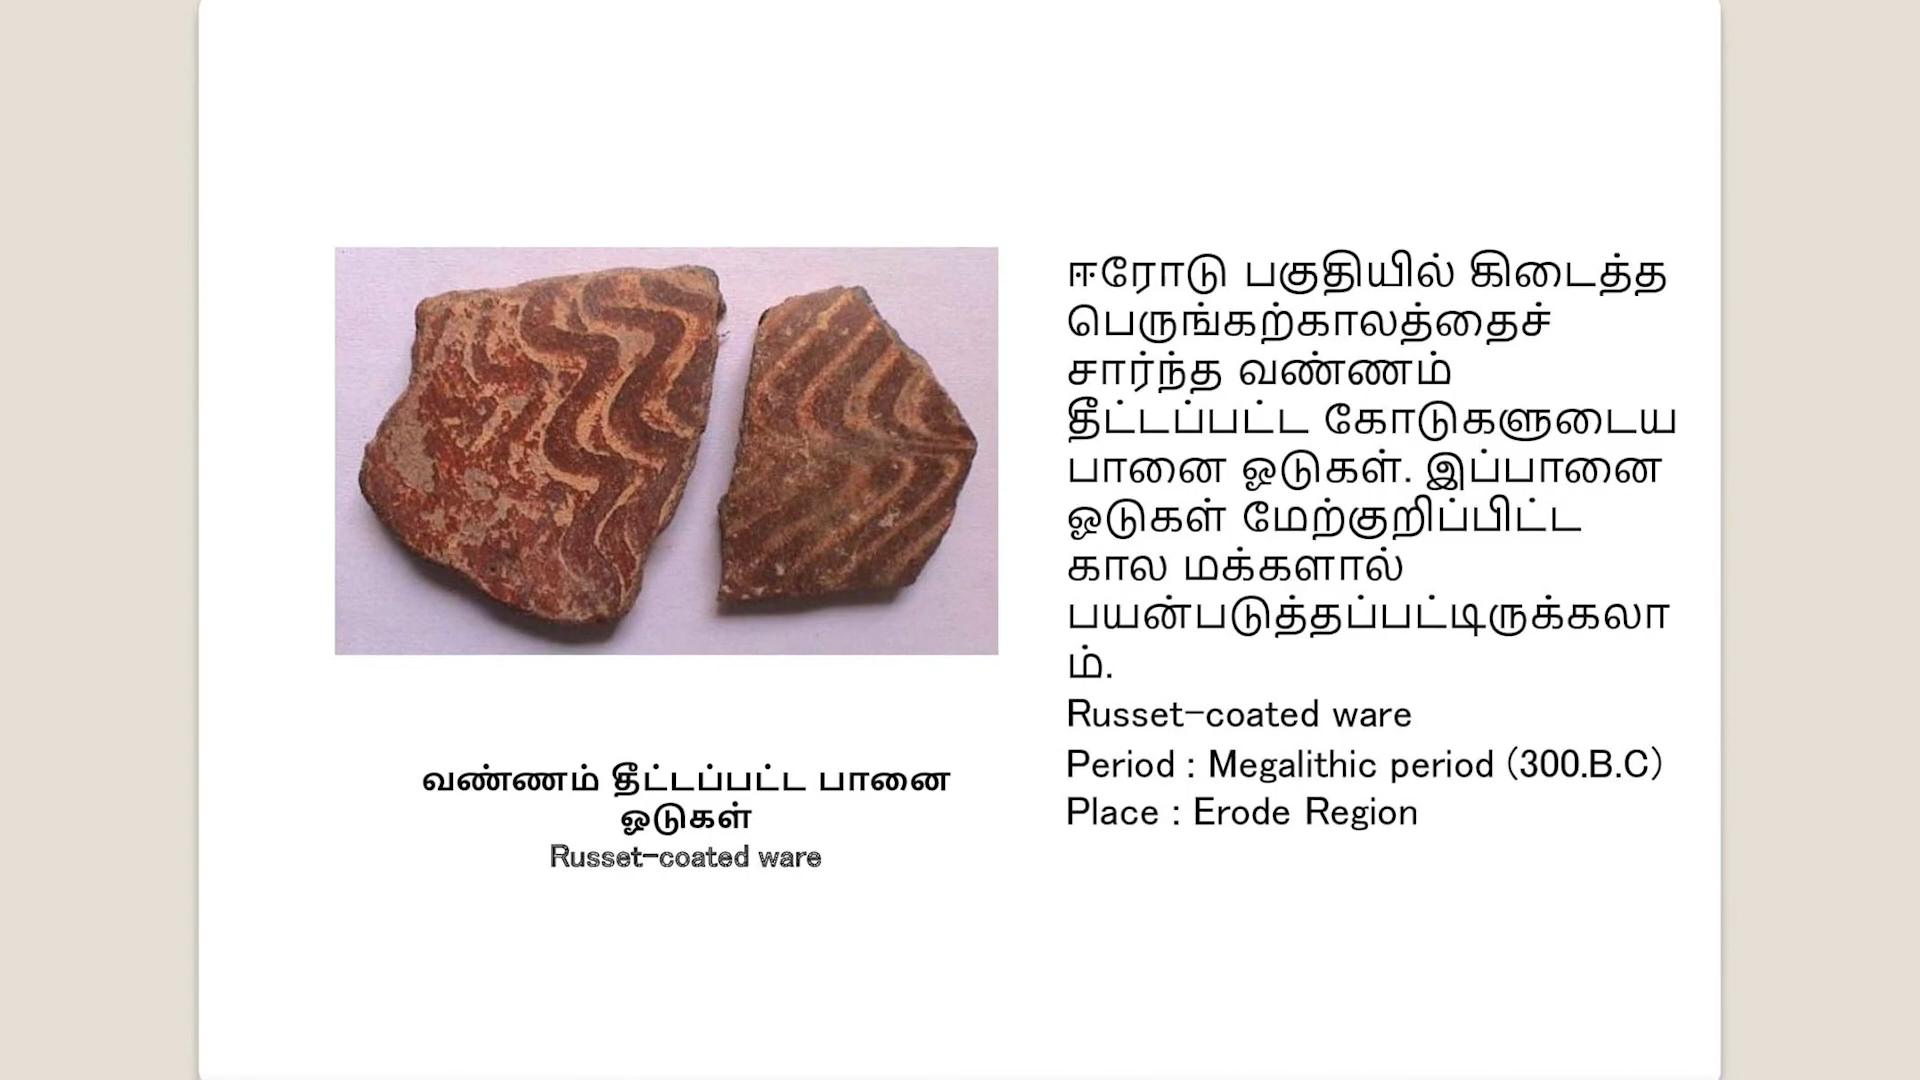 ஈரோடு பகுதியில் கிடைத்த
பெருங்கற்காலத்தைச்
சார்ந்த வண்ணம்
தீட்டப்பட்ட கோடுகளுடைய
பானை ஓடுகள். இப்பானை
ஓடுகள் மேற்குறிப்பிட்ட
கால மக்களால்
பயன்படுத்தப்பட்டிருக்கலா
ம்.
Russet-coated ware
Period : Megalithic period (300.B.C)
Place : Erode Region
வண்ணம் தீட்டப்பட்ட பானை
ஓடுகள்
Russet-coated ware